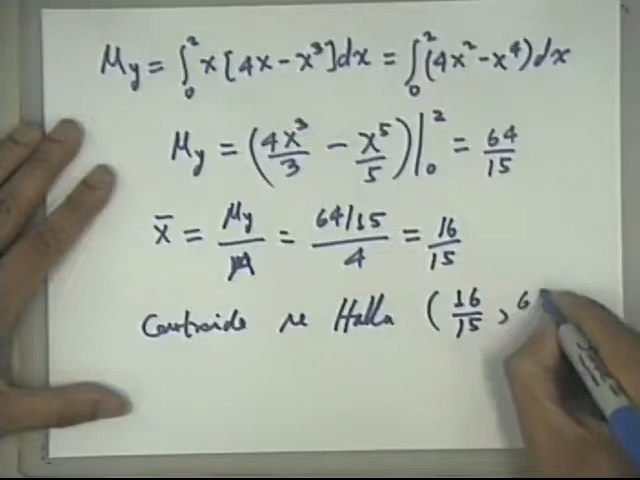 My = ∫₀² x[4x - x³]dx = ∫₀² (4x² - x⁴)dx
My = (4x³/3 - x⁵/5)|₀² = 64/15
x̄ = My/A = (64/15)/4 = 16/15
Centroide se Halla (16/15, 6